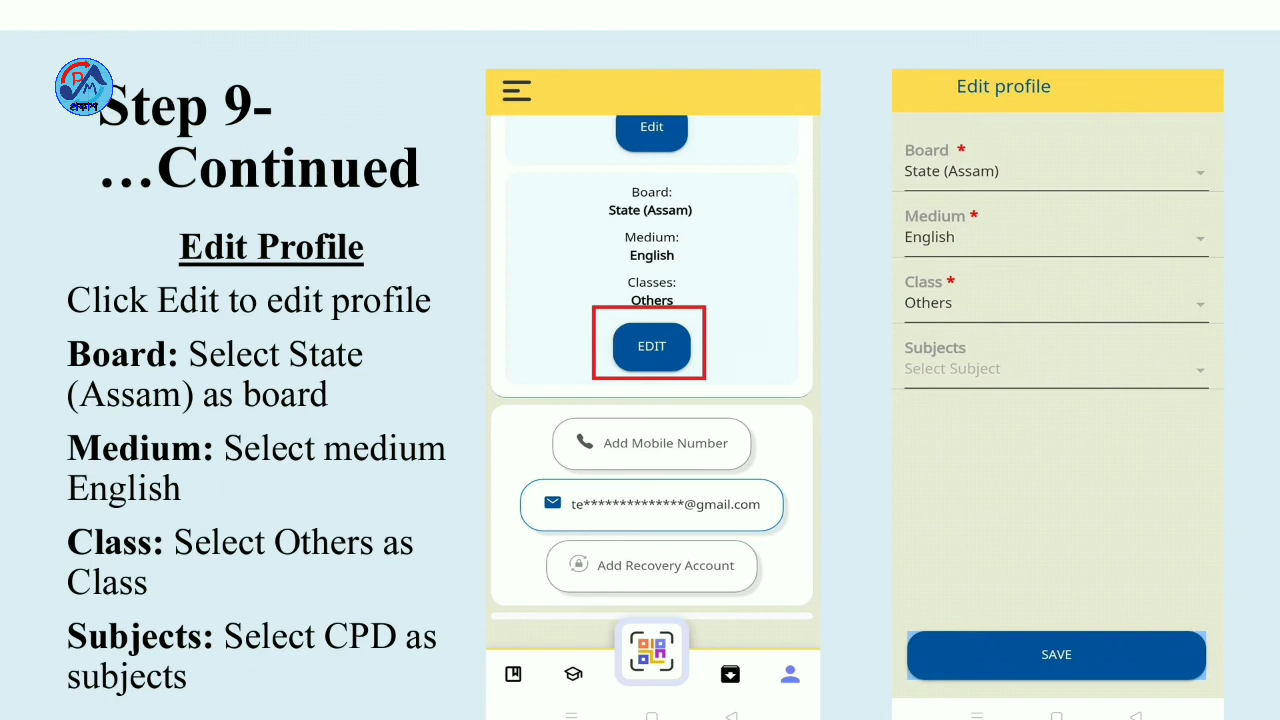 Step 9-
…Continued
Edit Profile
Click Edit to edit profile
Board: Select State
(Assam) as board
Medium: Select medium
English
Class: Select Others as
Class
Subjects: Select CPD as
subjects
Edit
Board:
State (Assam)
Medium:
English
Classes:
Others
EDIT
Add Mobile Number
te**************@gmail.com
Add Recovery Account
Edit profile
Board *
State (Assam)
Medium *
English
Class *
Others
Subjects
Select Subject
SAVE